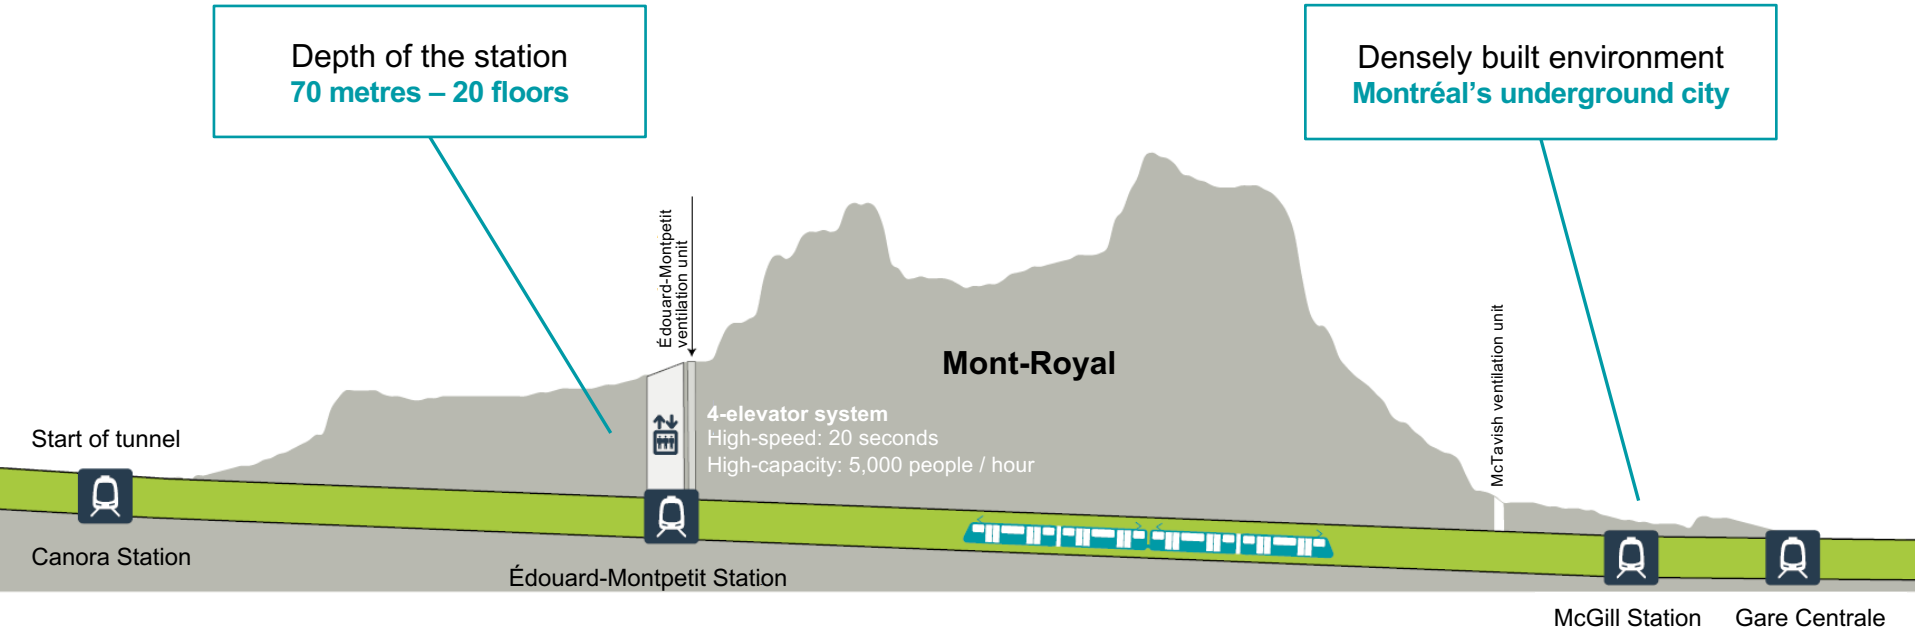 Depth of the station
70 metres – 20 floors
Densely built environment
Montréal's underground city
Édouard-Montpetit
ventilation unit
Mont-Royal
McTavish ventilation unit
4-elevator system
High-speed: 20 seconds
High-capacity: 5,000 people / hour
Start of tunnel
Canora Station
Édouard-Montpetit Station
McGill Station
Gare Centrale